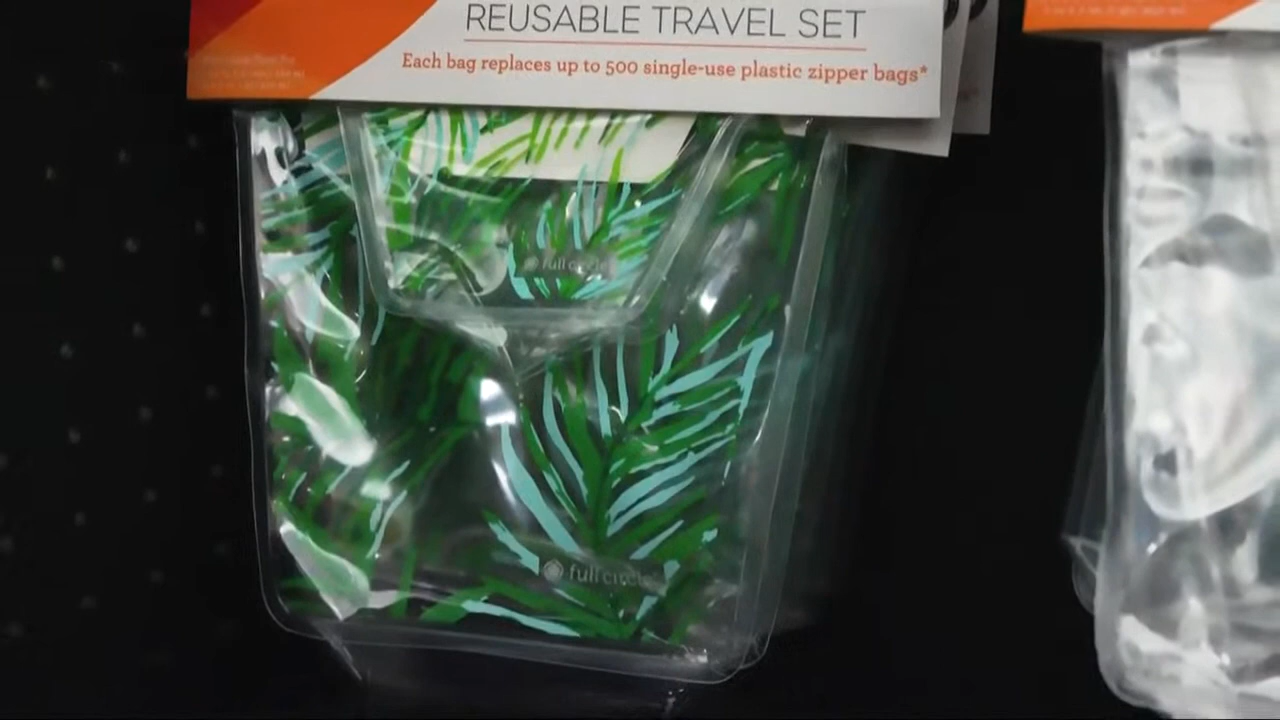 REUSABLE TRAVEL SET
Each bag replaces up to 500 single-use plastic zipper bags*
full circle
full circle